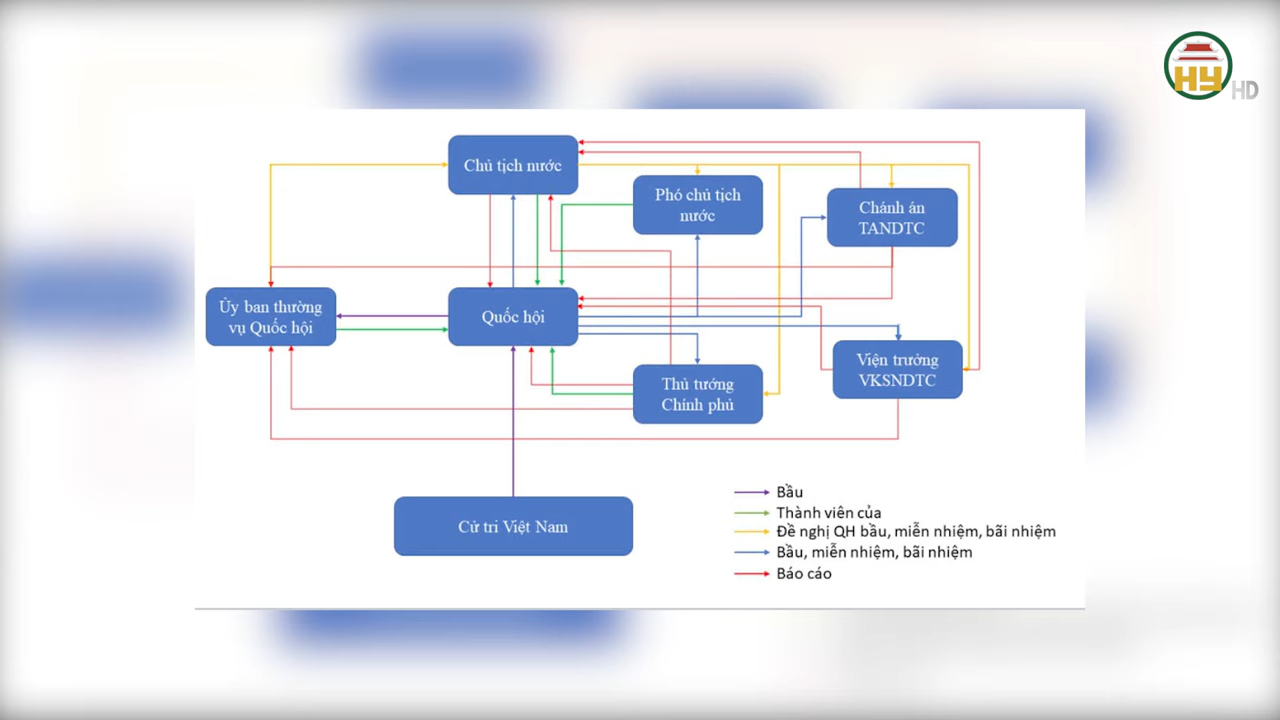 HY
HD
Chủ tịch nước
Phó chủ tịch
nước
Chánh án
TANDTC
Ủy ban thường
vụ Quốc hội
Quốc hội
Viện trưởng
VKSNDTC
Thủ tướng
Chính phủ
Cử tri Việt Nam
Bầu
Thành viên của
Đề nghị QH bầu, miễn nhiệm, bãi nhiệm
Bầu, miễn nhiệm, bãi nhiệm
Báo cáo